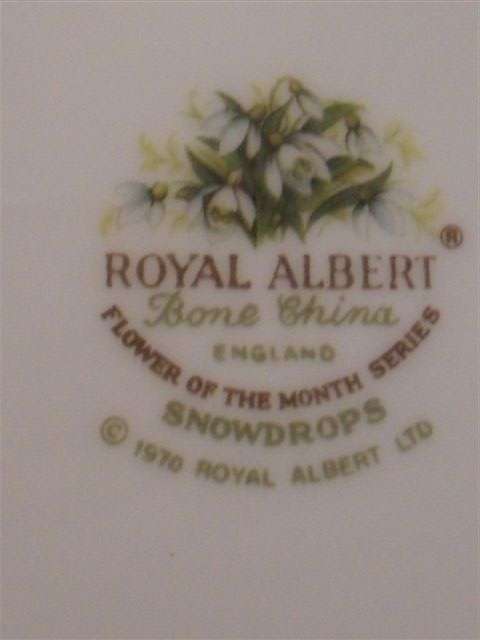 ROYAL ALBERT ®
Bone China
ENGLAND
FLOWER OF THE MONTH SERIES
SNOWDROPS
© 1970 ROYAL ALBERT LTD